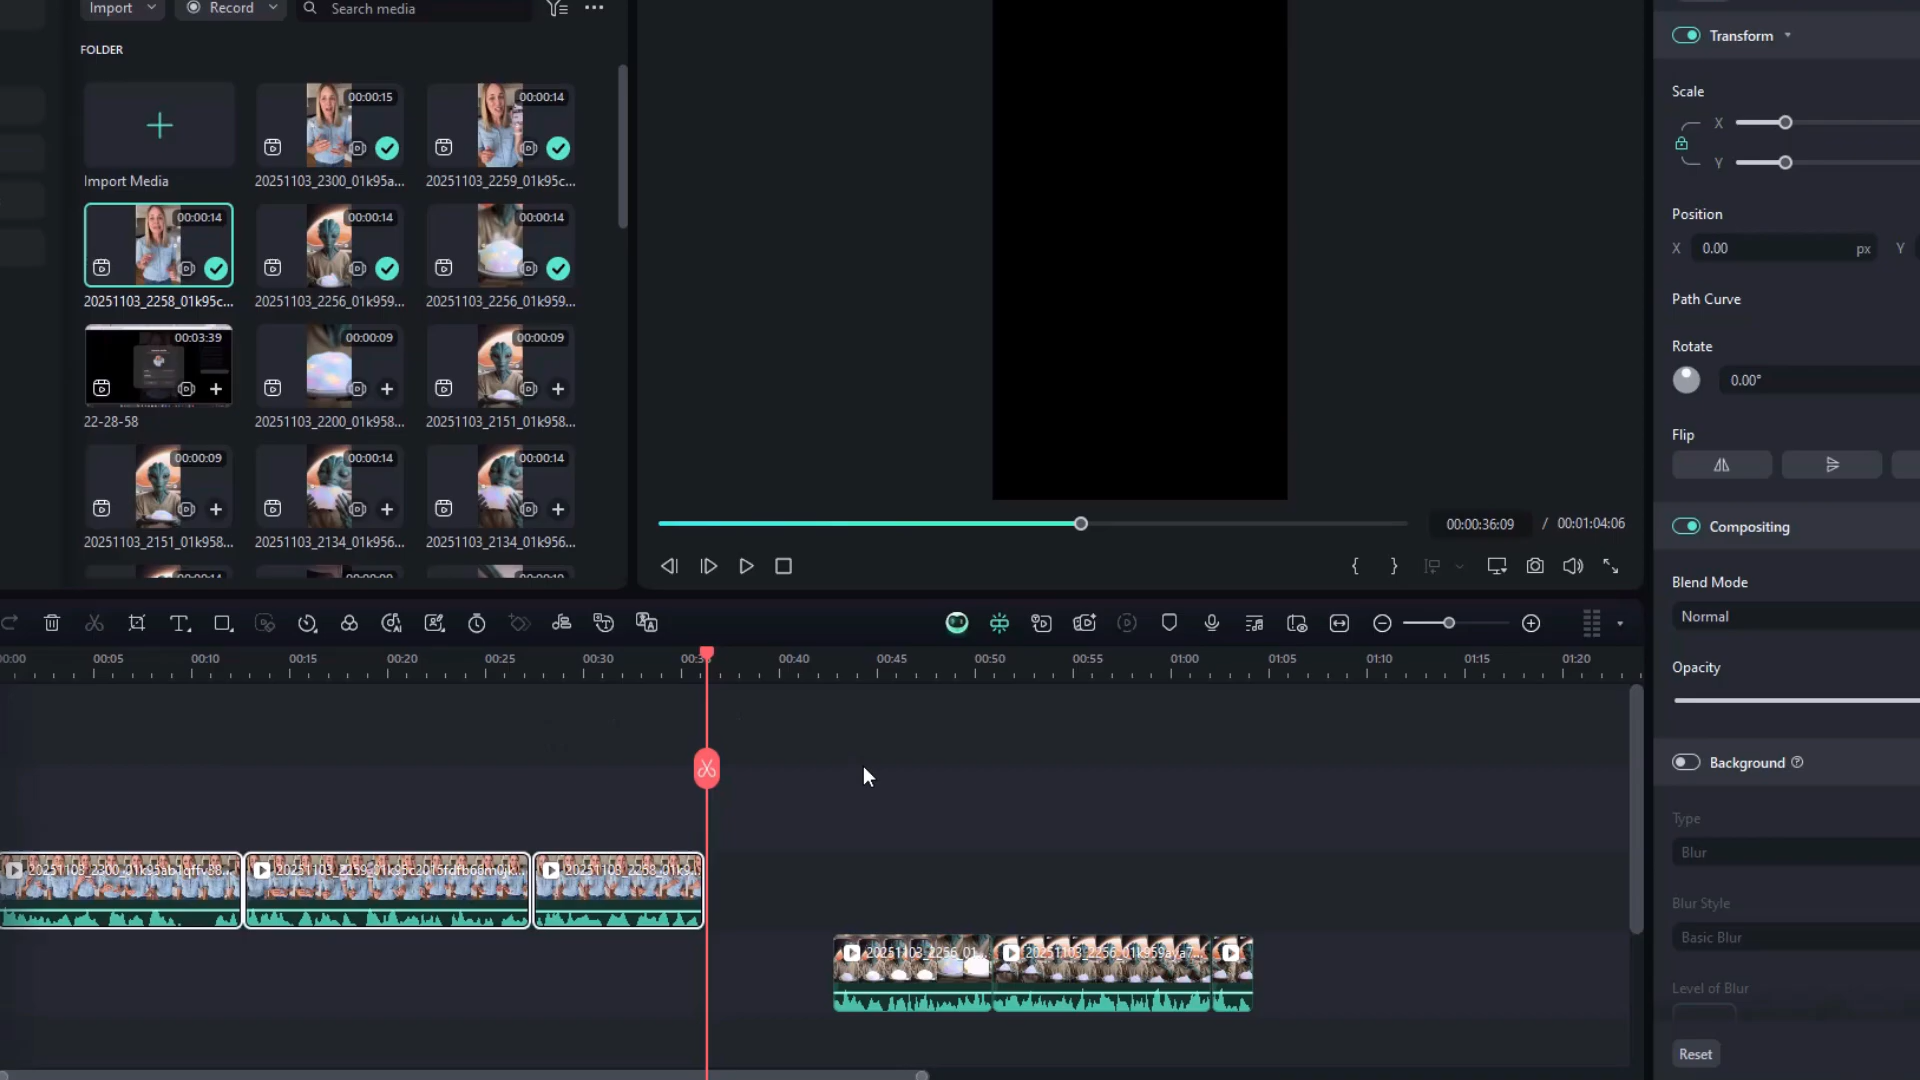 Import
Record
Search media
FOLDER
00:00:15
00:00:14
Import Media
20251103_2300_01k95a...
20251103_2259_01k95c...
00:00:14
00:00:14
00:00:14
20251103_2258_01k95c...
20251103_2256_01k959...
20251103_2256_01k959...
00:03:39
00:00:09
00:00:09
22-28-58
20251103_2200_01k958...
20251103_2151_01k958...
00:00:09
00:00:14
00:00:14
20251103_2151_01k958...
20251103_2134_01k956...
20251103_2134_01k956...
00:00:36:09 / 00:01:04:06
Transform
Scale
X
Y
Position
X 0.00 px Y
Path Curve
Rotate
0.00°
Flip
Compositing
Blend Mode
Normal
Opacity
Background
Type
Blur
Blur Style
Basic Blur
Level of Blur
Reset
00:05 00:10 00:15 00:20 00:25 00:30 00:40 00:45 00:50 00:55 01:00 01:05 01:10 01:15 01:20
20251103_2258_01k9...
20251103_2256_01...
20251103_2256_01k959aya7...